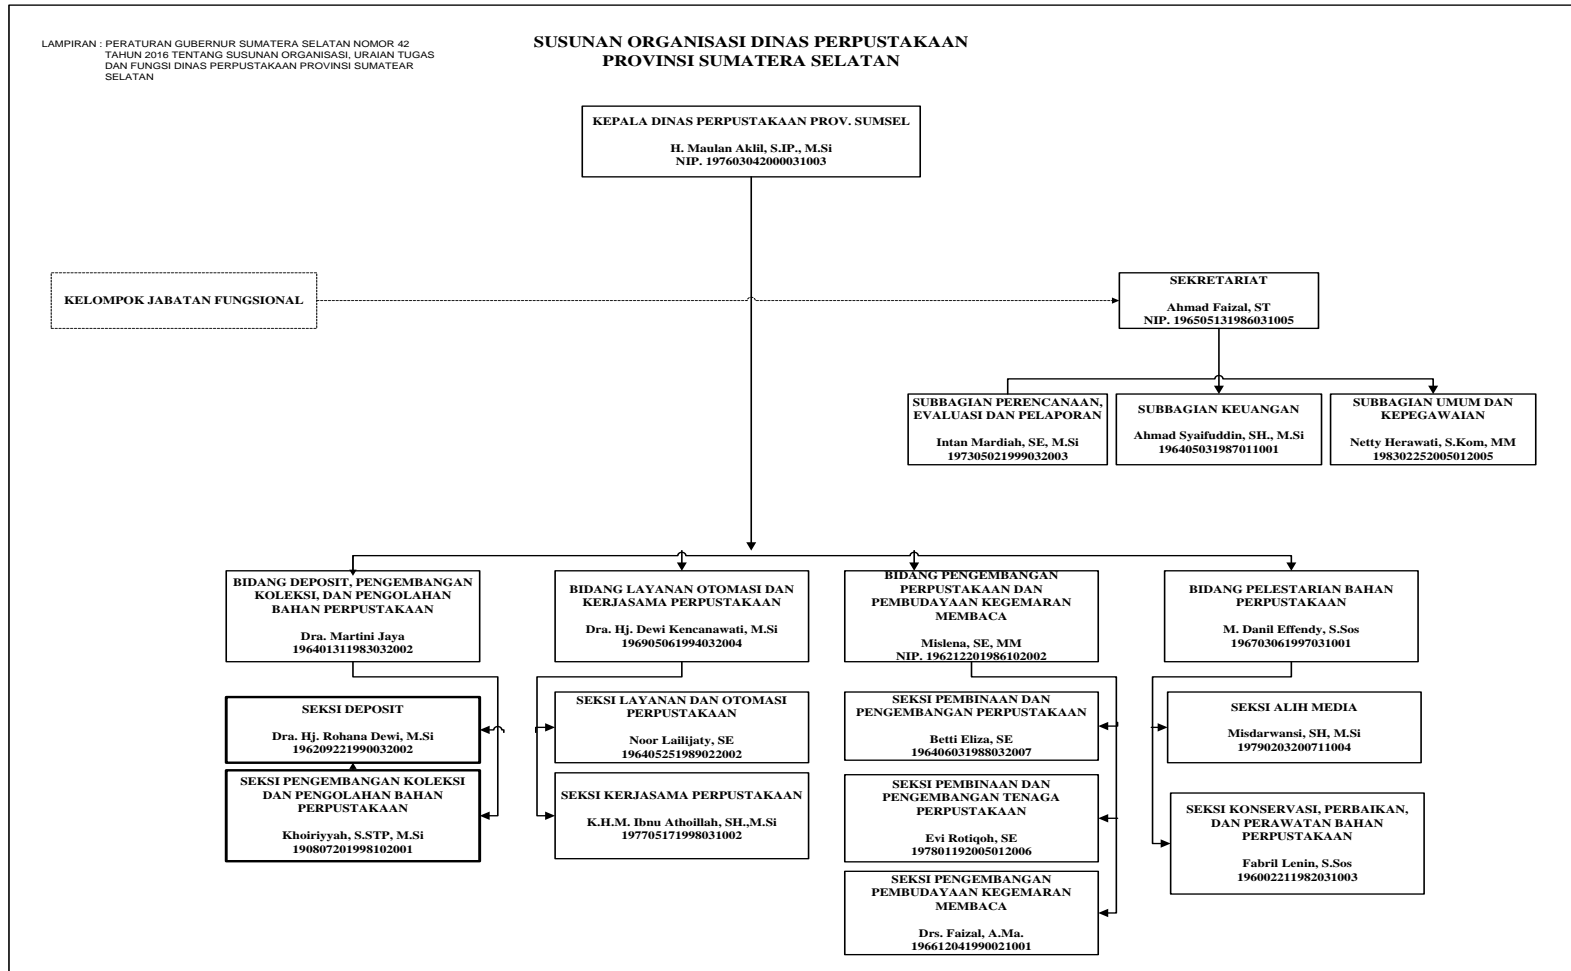 LAMPIRAN : PERATURAN GUBERNUR SUMATERA SELATAN NOMOR 42
TAHUN 2016 TENTANG SUSUNAN ORGANISASI, URAIAN TUGAS
DAN FUNGSI DINAS PERPUSTAKAAN PROVINSI SUMATEAR
SELATAN
SUSUNAN ORGANISASI DINAS PERPUSTAKAAN
PROVINSI SUMATERA SELATAN
KEPALA DINAS PERPUSTAKAAN PROV. SUMSEL
H. Maulan Aklil, S.IP., M.Si
NIP. 197603042000031003
KELOMPOK JABATAN FUNGSIONAL
SEKRETARIAT
Ahmad Faizal, ST
NIP. 196505131986031005
SUBBAGIAN PERENCANAAN,
EVALUASI DAN PELAPORAN
Intan Mardiah, SE, M.Si
197305021999032003
SUBBAGIAN KEUANGAN
Ahmad Syaifuddin, SH., M.Si
196405031987011001
SUBBAGIAN UMUM DAN
KEPEGAWAIAN
Netty Herawati, S.Kom, MM
198302252005012005
BIDANG DEPOSIT, PENGEMBANGAN
KOLEKSI, DAN PENGOLAHAN
BAHAN PERPUSTAKAAN
Dra. Martini Jaya
196401311983032002
BIDANG LAYANAN OTOMASI DAN
KERJASAMA PERPUSTAKAAN
Dra. Hj. Dewi Kencanawati, M.Si
196905061994032004
BIDANG PENGEMBANGAN
PERPUSTAKAAN DAN
PEMBUDAYAAN KEGEMARAN
MEMBACA
Mislena, SE, MM
NIP. 196212201986102002
BIDANG PELESTARIAN BAHAN
PERPUSTAKAAN
M. Danil Effendy, S.Sos
196703061997031001
SEKSI DEPOSIT
Dra. Hj. Rohana Dewi, M.Si
196209221990032002
SEKSI PENGEMBANGAN KOLEKSI
DAN PENGOLAHAN BAHAN
PERPUSTAKAAN
Khoiriyyah, S.STP, M.Si
190807201998102001
SEKSI LAYANAN DAN OTOMASI
PERPUSTAKAAN
Noor Lailijaty, SE
196405251989022002
SEKSI KERJASAMA PERPUSTAKAAN
K.H.M. Ibnu Athoillah, SH.,M.Si
197705171998031002
SEKSI PEMBINAAN DAN
PENGEMBANGAN PERPUSTAKAAN
Betti Eliza, SE
196406031988032007
SEKSI PEMBINAAN DAN
PENGEMBANGAN TENAGA
PERPUSTAKAAN
Evi Rotiqoh, SE
197801192005012006
SEKSI PENGEMBANGAN
PEMBUDAYAAN KEGEMARAN
MEMBACA
Drs. Faizal, A.Ma.
196612041990021001
SEKSI ALIH MEDIA
Misdarwansi, SH, M.Si
19790203200711004
SEKSI KONSERVASI, PERBAIKAN,
DAN PERAWATAN BAHAN
PERPUSTAKAAN
Fabril Lenin, S.Sos
196002211982031003